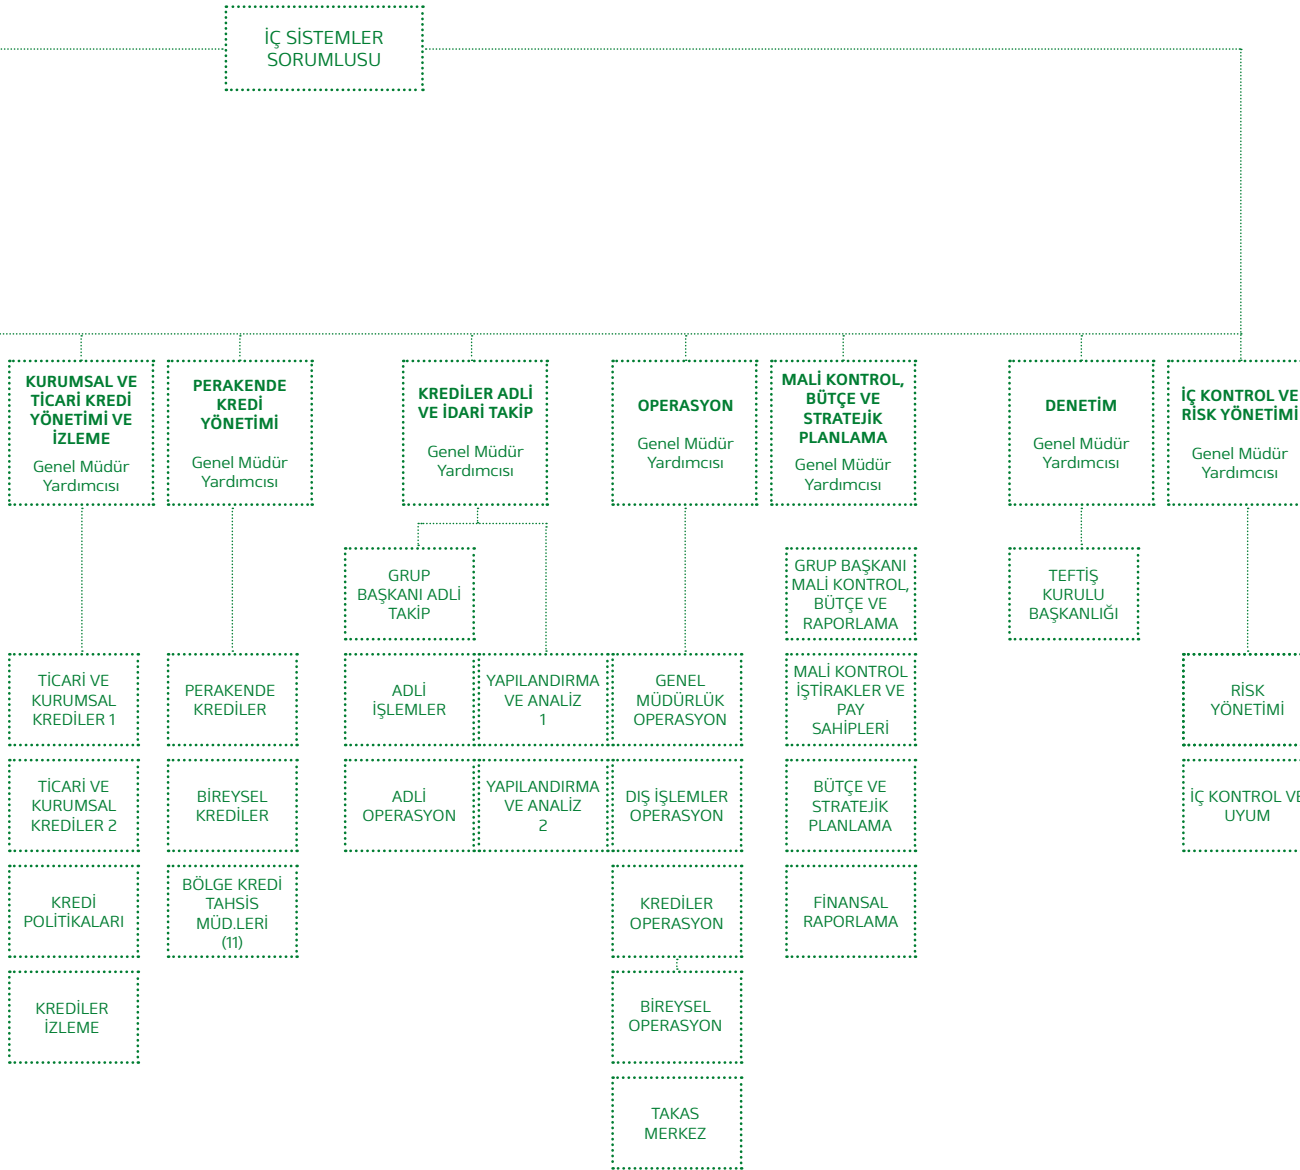 İÇ SİSTEMLER
SORUMLUSU
KURUMSAL VE
TİCARİ KREDİ
YÖNETİMİ VE
İZLEME
Genel Müdür
Yardımcısı
PERAKENDE
KREDİ
YÖNETİMİ
Genel Müdür
Yardımcısı
KREDİLER ADLİ
VE İDARİ TAKİP
Genel Müdür
Yardımcısı
OPERASYON
Genel Müdür
Yardımcısı
MALİ KONTROL,
BÜTÇE VE
STRATEJİK
PLANLAMA
Genel Müdür
Yardımcısı
DENETİM
Genel Müdür
Yardımcısı
İÇ KONTROL VE
RİSK YÖNETİMİ
Genel Müdür
Yardımcısı
GRUP
BAŞKANI ADLİ
TAKİP
GRUP BAŞKANI
MALİ KONTROL,
BÜTÇE VE
RAPORLAMA
TEFTİŞ
KURULU
BAŞKANLIĞI
TİCARİ VE
KURUMSAL
KREDİLER 1
PERAKENDE
KREDİLER
ADLİ
İŞLEMLER
YAPILANDIRMA
VE ANALİZ
1
GENEL
MÜDÜRLÜK
OPERASYON
MALİ KONTROL
İŞTİRAKLER VE
PAY
SAHİPLERİ
RİSK
YÖNETİMİ
TİCARİ VE
KURUMSAL
KREDİLER 2
BİREYSEL
KREDİLER
ADLİ
OPERASYON
YAPILANDIRMA
VE ANALİZ
2
DIŞ İŞLEMLER
OPERASYON
BÜTÇE VE
STRATEJİK
PLANLAMA
İÇ KONTROL VE
UYUM
KREDİ
POLİTİKALARI
BÖLGE KREDİ
TAHSİS
MÜD.LERİ
(11)
KREDİLER
OPERASYON
FİNANSAL
RAPORLAMA
KREDİLER
İZLEME
BİREYSEL
OPERASYON
TAKAS
MERKEZ